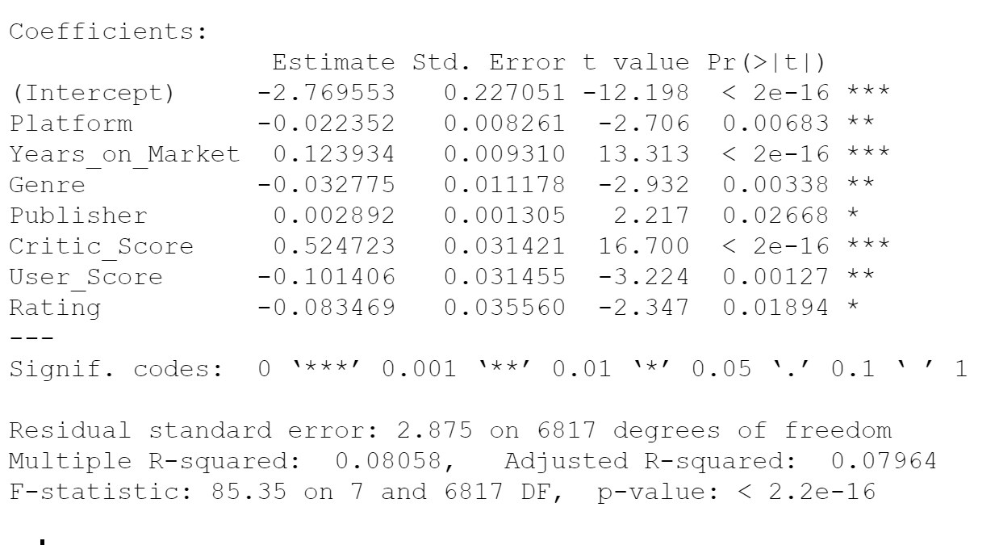 Coefficients:
Estimate Std. Error t value Pr(>|t|)
(Intercept) -2.769553 0.227051 -12.198 < 2e-16 ***
Platform -0.022352 0.008261 -2.706 0.00683 **
Years_on_Market 0.123934 0.009310 13.313 < 2e-16 ***
Genre -0.032775 0.011178 -2.932 0.00338 **
Publisher 0.002892 0.001305 2.217 0.02668 *
Critic_Score 0.524723 0.031421 16.700 < 2e-16 ***
User_Score -0.101406 0.031455 -3.224 0.00127 **
Rating -0.083469 0.035560 -2.347 0.01894 *
---
Signif. codes: 0 ‘***’ 0.001 ‘**’ 0.01 ‘*’ 0.05 ‘.’ 0.1 ‘ ’ 1
Residual standard error: 2.875 on 6817 degrees of freedom
Multiple R-squared: 0.08058, Adjusted R-squared: 0.07964
F-statistic: 85.35 on 7 and 6817 DF, p-value: < 2.2e-16